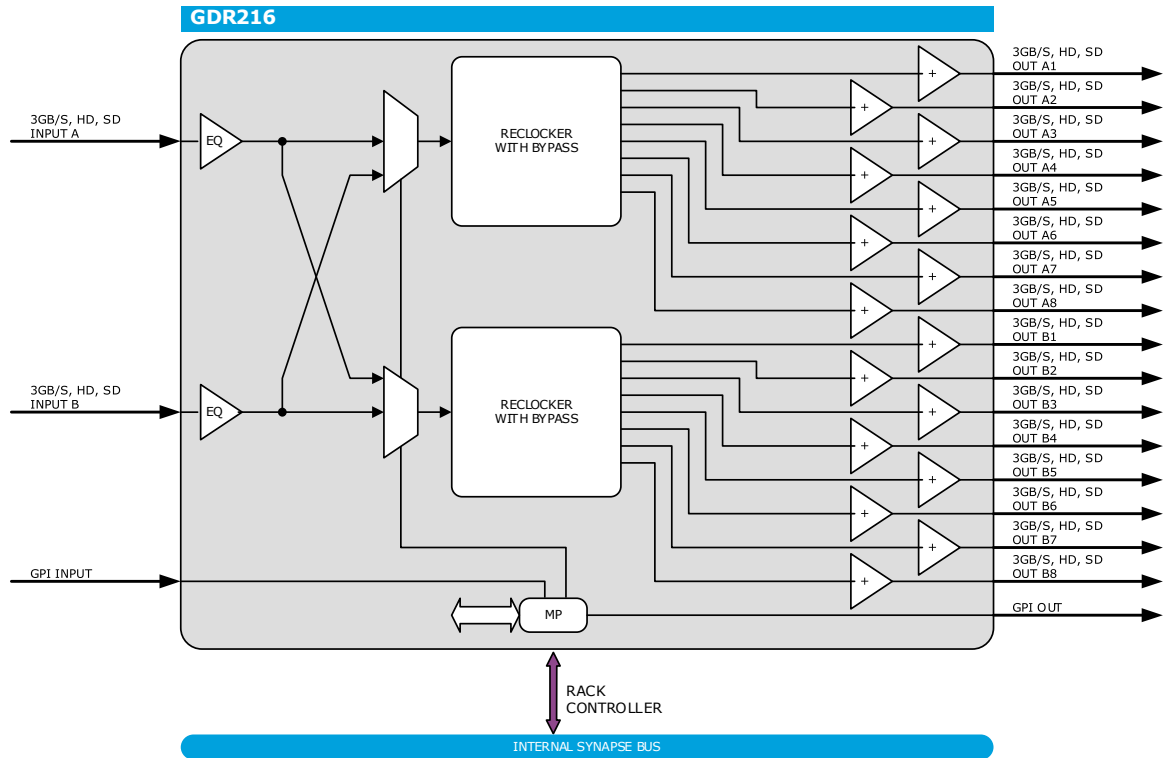 GDR216
3GB/S, HD, SD
OUT A1
3GB/S, HD, SD
OUT A2
3GB/S, HD, SD
INPUT A
EQ
RECLOCKER
WITH BYPASS
+
+
3GB/S, HD, SD
OUT A3
+
3GB/S, HD, SD
OUT A4
+
3GB/S, HD, SD
OUT A5
+
3GB/S, HD, SD
OUT A6
+
3GB/S, HD, SD
OUT A7
+
3GB/S, HD, SD
OUT A8
+
3GB/S, HD, SD
OUT B1
+
3GB/S, HD, SD
OUT B2
+
3GB/S, HD, SD
INPUT B
EQ
RECLOCKER
WITH BYPASS
3GB/S, HD, SD
OUT B3
+
3GB/S, HD, SD
OUT B4
+
3GB/S, HD, SD
OUT B5
+
3GB/S, HD, SD
OUT B6
+
3GB/S, HD, SD
OUT B7
+
3GB/S, HD, SD
OUT B8
+
GPI INPUT
MP
GPI OUT
RACK
CONTROLLER
INTERNAL SYNAPSE BUS